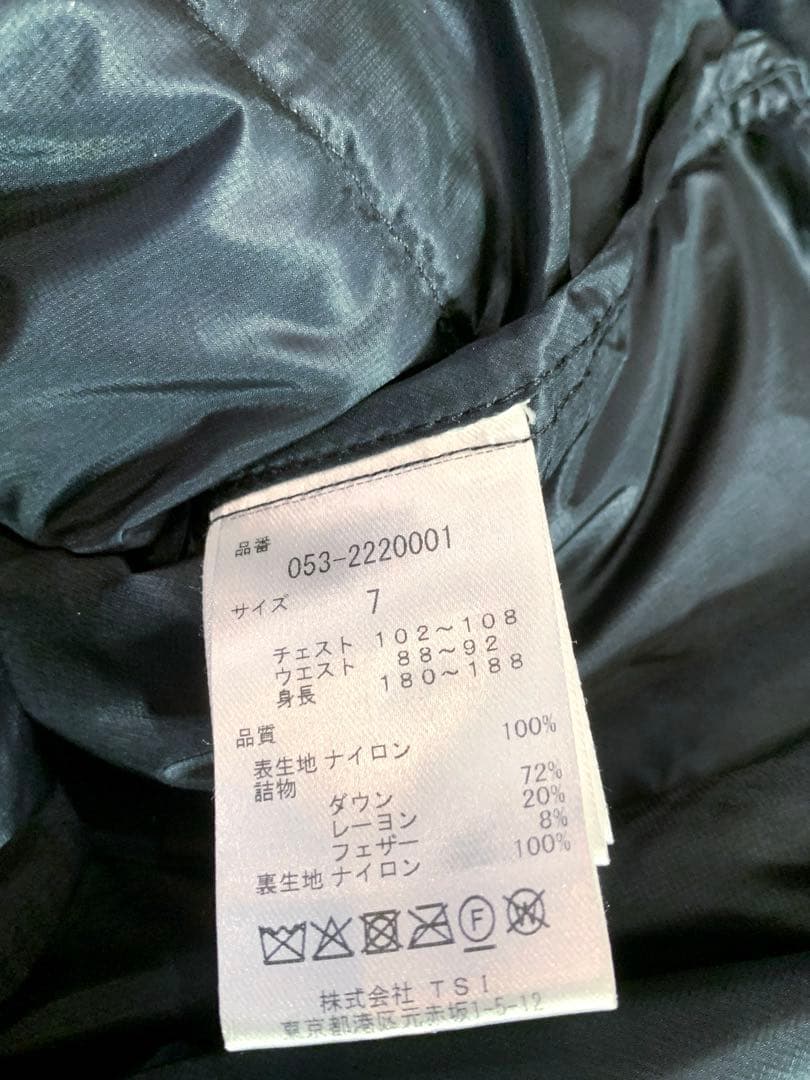 品番 053-2220001
サイズ 7
チェスト 102～108
ウエスト 88～92
身長 180～188
品質
表生地 ナイロン 100%
詰物
ダウン 72%
レーヨン 20%
フェザー 8%
裏生地 ナイロン 100%
F
W
株式会社 TSI
東京都港区元赤坂1-5-12